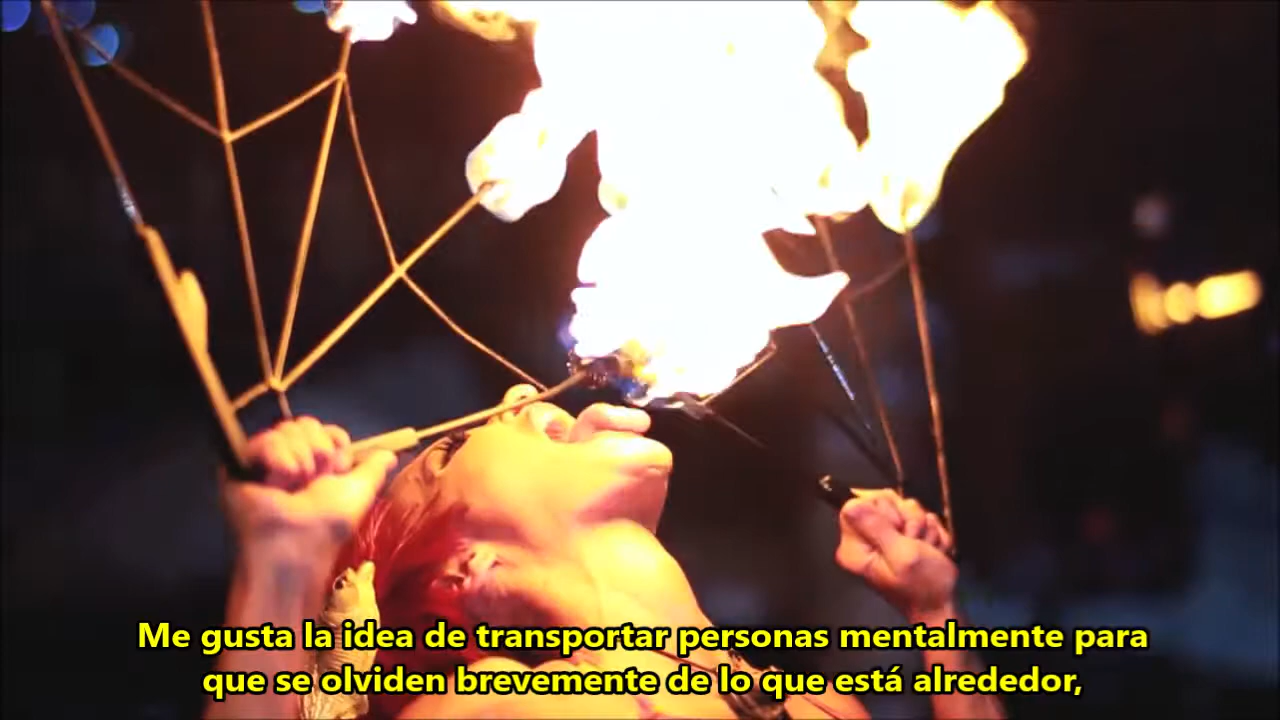 Me gusta la idea de transportar personas mentalmente para
que se olviden brevemente de lo que está alrededor,